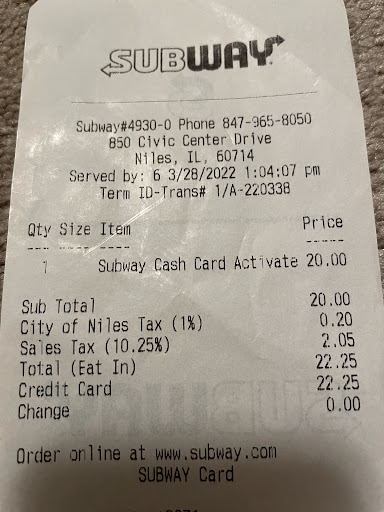 SUBWAY
Subway#4930-0 Phone 847-965-8050
850 Civic Center Drive
Niles, IL, 60714
Served by: 6 3/28/2022 1:04:07 pm
Term ID-Trans# 1/A-220338
Qty Size Item Price
1 Subway Cash Card Activate 20.00
Sub Total 20.00
City of Niles Tax (1%) 0.20
Sales Tax (10.25%) 2.05
Total (Eat In) 22.25
Credit Card 22.25
Change 0.00
Order online at www.subway.com
SUBWAY Card